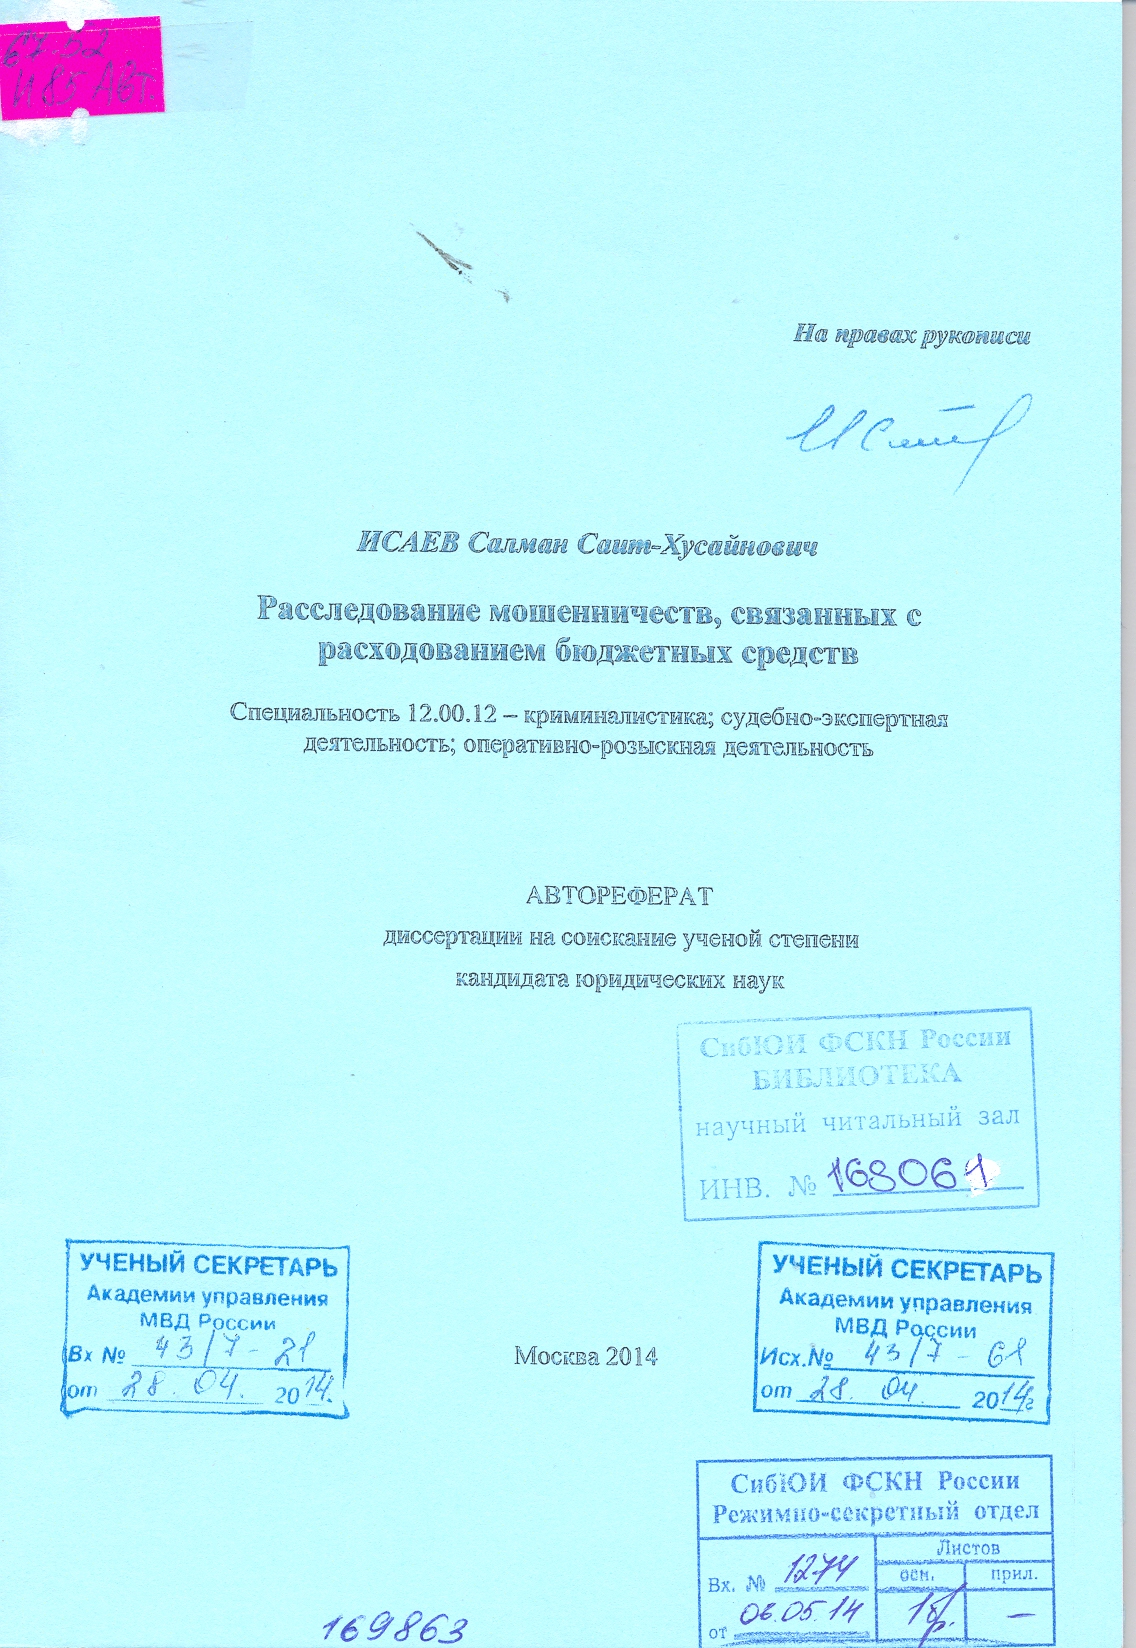 67.52
И 85 Авт.
На правах рукописи
ИСАЕВ Салман Саит-Хусайнович
Расследование мошенничеств, связанных с
расходованием бюджетных средств
Специальность 12.00.12 – криминалистика; судебно-экспертная
деятельность; оперативно-розыскная деятельность
АВТОРЕФЕРАТ
диссертации на соискание ученой степени
кандидата юридических наук
СибЮИ ФСКН России
БИБЛИОТЕКА
научный читальный зал
ИНВ. № 168061
УЧЕНЫЙ СЕКРЕТАРЬ
Академии управления
МВД России
Вх № 43/7-21
от 28.04. 2014.
Москва 2014
УЧЕНЫЙ СЕКРЕТАРЬ
Академии управления
МВД России
Исх.№ 43/7-61
от 28. 04. 2014г
СибЮИ ФСКН России
Режимно-секретный отдел
Листов
осн. прил.
Вх. № 1274
от 06.05.14
—
169863